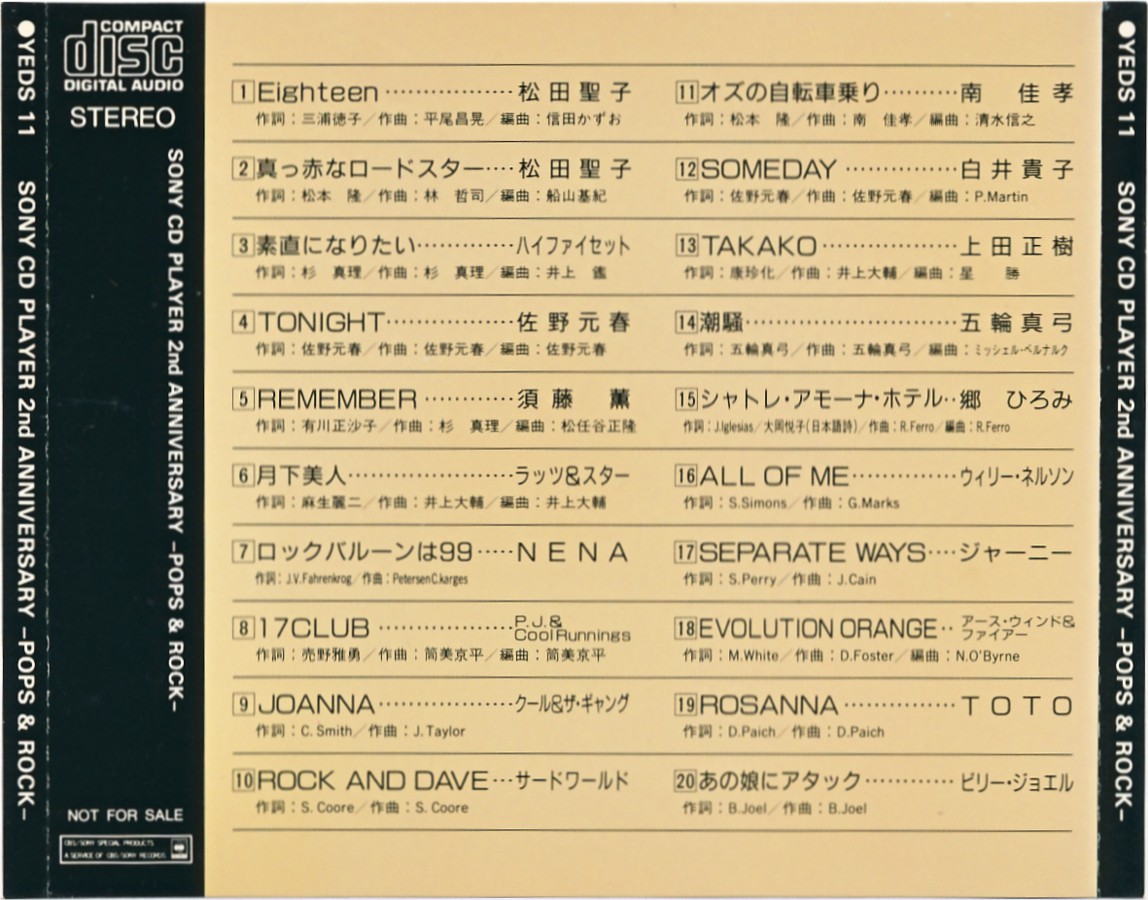 ●YEDS 11 SONY CD PLAYER 2nd ANNIVERSARY –POPS & ROCK–
COMPACT
disc
DIGITAL AUDIO
STEREO
SONY CD PLAYER 2nd ANNIVERSARY –POPS & ROCK–
NOT FOR SALE
CBS/SONY SPECIAL PRODUCTS
A SERVICE OF CBS/SONY RECORDS
1 Eighteen ················ 松田聖子
作詞：三浦徳子／作曲：平尾昌晃／編曲：信田かずお
2 真っ赤なロードスター···· 松田聖子
作詞：松本 隆／作曲：林 哲司／編曲：船山基紀
3 素直になりたい············ハイファイセット
作詞：杉 真理／作曲：杉 真理／編曲：井上 鑑
4 TONIGHT················佐野元春
作詞：佐野元春／作曲：佐野元春／編曲：佐野元春
5 REMEMBER ············須藤 薫
作詞：有川正沙子／作曲：杉 真理／編曲：松任谷正隆
6 月下美人·····················ラッツ&スター
作詞：麻生麗二／作曲：井上大輔／編曲：井上大輔
7 ロックバルーンは99·····NENA
作詞：J.V.Fahrenkrog／作曲：PetersenC.karges
8 17CLUB ·················P.J.& Cool Runnings
作詞：売野雅勇／作曲：筒美京平／編曲：筒美京平
9 JOANNA·················クール&ザ・ギャング
作詞：C. Smith／作曲：J. Taylor
10 ROCK AND DAVE···サードワールド
作詞：S. Coore／作曲：S. Coore
11 オズの自転車乗り··········南 佳孝
作詞：松本 隆／作曲：南 佳孝／編曲：清水信之
12 SOMEDAY ··············白井貴子
作詞：佐野元春／作曲：佐野元春／編曲：P.Martin
13 TAKAKO·················上田正樹
作詞：康珍化／作曲：井上大輔／編曲：星 勝
14 潮騒···························五輪真弓
作詞：五輪真弓／作曲：五輪真弓／編曲：ミッシェル・ベルナルク
15 シャトレ・アモーナ・ホテル··郷 ひろみ
作詞：J.Iglesias／大岡悦子(日本語詩)／作曲：R.Ferro／編曲：R.Ferro
16 ALL OF ME·············ウィリー・ネルソン
作詞：S.Simons／作曲：G.Marks
17 SEPARATE WAYS····ジャーニー
作詞：S.Perry／作曲：J.Cain
18 EVOLUTION ORANGE··アース・ウィンド& ファイアー
作詞：M.White／作曲：D.Foster／編曲：N.O'Byrne
19 ROSANNA ··············TOTO
作詞：D.Paich／作曲：D.Paich
20 あの娘にアタック············ビリー・ジョエル
作詞：B.Joel／作曲：B.Joel
●YEDS 11 SONY CD PLAYER 2nd ANNIVERSARY –POPS & ROCK–